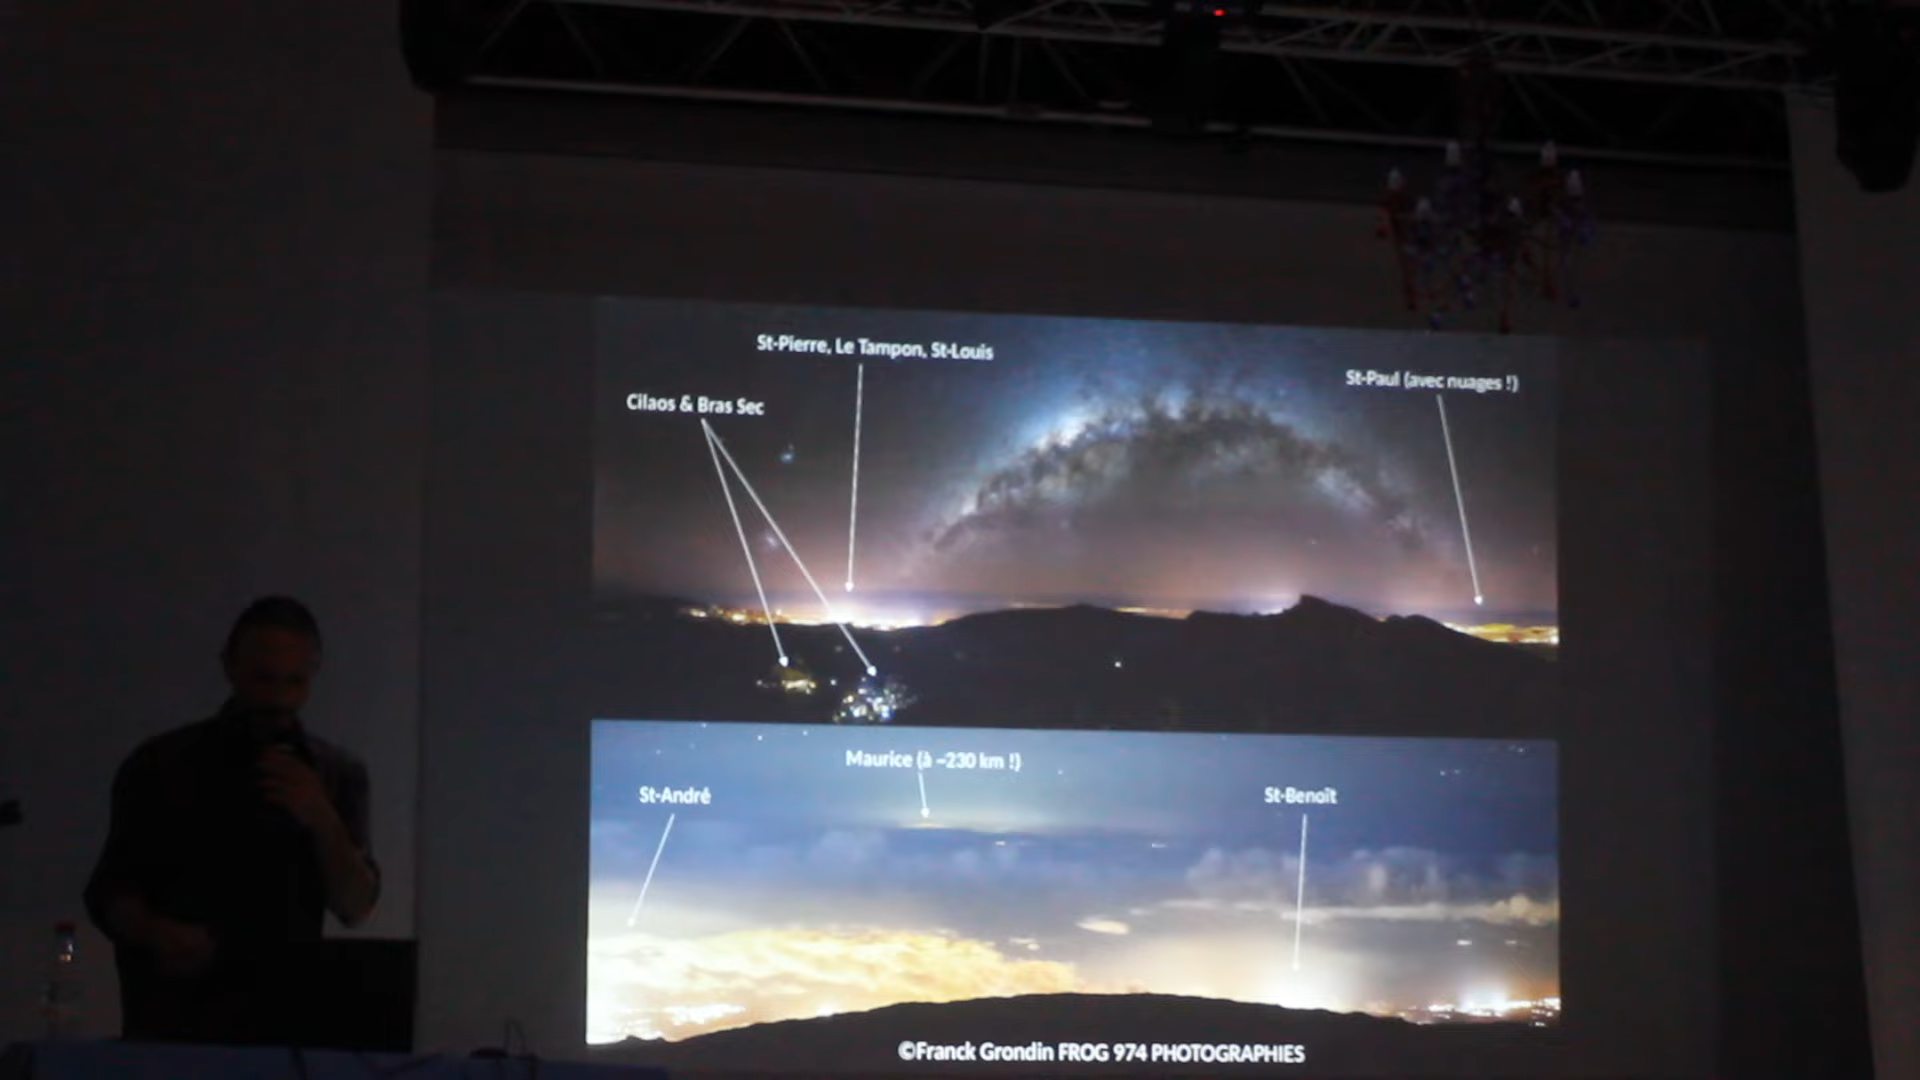 St-Pierre, Le Tampon, St-Louis
St-Paul (avec nuages !)
Cilaos & Bras Sec
Maurice (à ~230 km !)
St-André
St-Benoît
©Franck Grondin FROG 974 PHOTOGRAPHIES